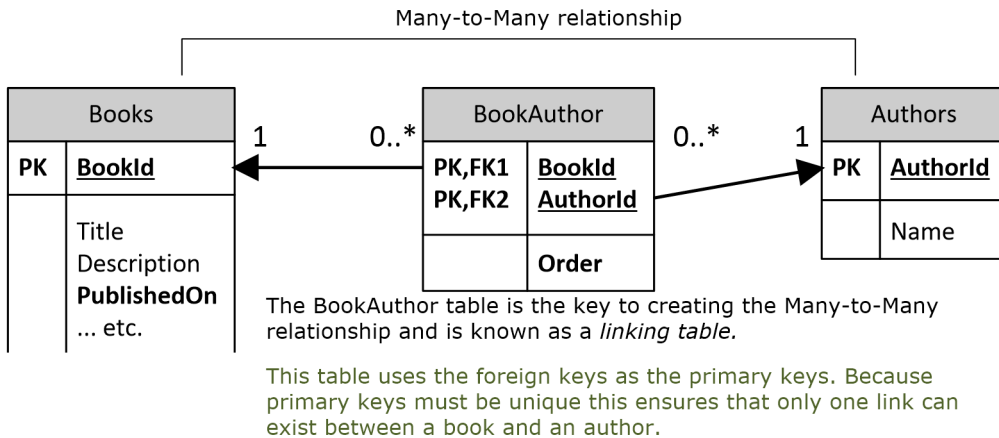 Many-to-Many relationship
Books
PK BookId
Title
Description
PublishedOn
... etc.
1 0..*
BookAuthor
PK,FK1 BookId
PK,FK2 AuthorId
Order
0..* 1
Authors
PK AuthorId
Name
The BookAuthor table is the key to creating the Many-to-Many
relationship and is known as a linking table.
This table uses the foreign keys as the primary keys. Because
primary keys must be unique this ensures that only one link can
exist between a book and an author.